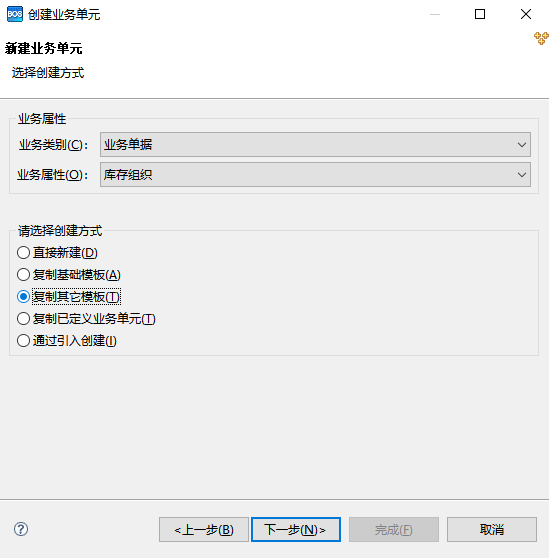 BOS 创建业务单元
新建业务单元
选择创建方式
业务属性
业务类别(C): 业务单据
业务属性(O): 库存组织
请选择创建方式
直接新建(D)
复制基础模板(A)
复制其它模板(T)
复制已定义业务单元(T)
通过引入创建(I)
? <上一步(B) 下一步(N)> 完成(F) 取消